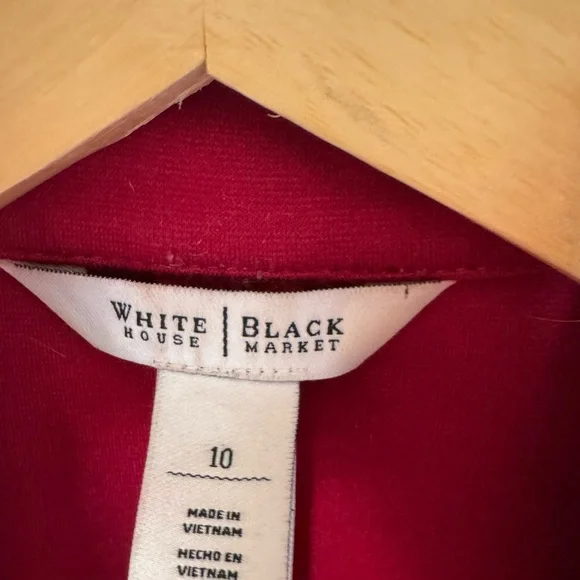 WHITE | BLACK
HOUSE MARKET
10
MADE IN
VIETNAM
HECHO EN
VIETNAM